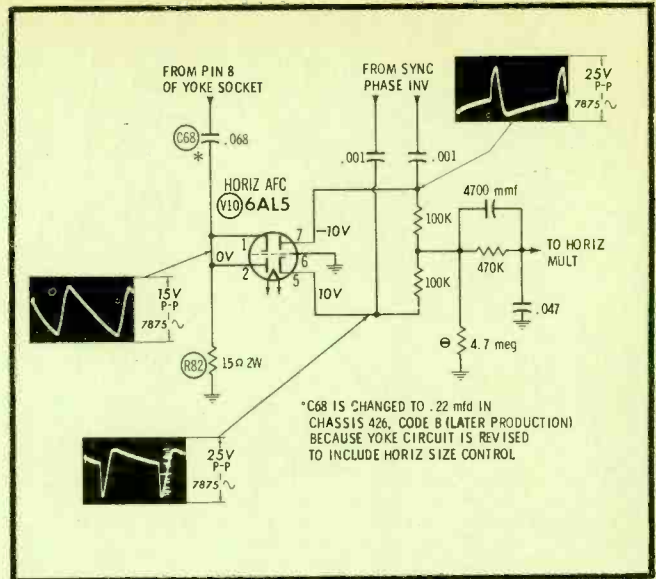 FROM PIN 8
OF YOKE SOCKET
C68
.068
*
FROM SYNC
PHASE INV
25V
P-P
7875 ∿
.001
.001
HORIZ AFC
V10 6AL5
4700 mmf
100K
-10V
1
7
0V
6
2
5
10V
470K
TO HORIZ
MULT
100K
.047
15V
P-P
7875 ∿
R82
15Ω 2W
⊖ 4.7 meg
*C68 IS CHANGED TO .22 mfd IN
CHASSIS 426, CODE B (LATER PRODUCTION)
BECAUSE YOKE CIRCUIT IS REVISED
TO INCLUDE HORIZ SIZE CONTROL
25V
P-P
7875 ∿